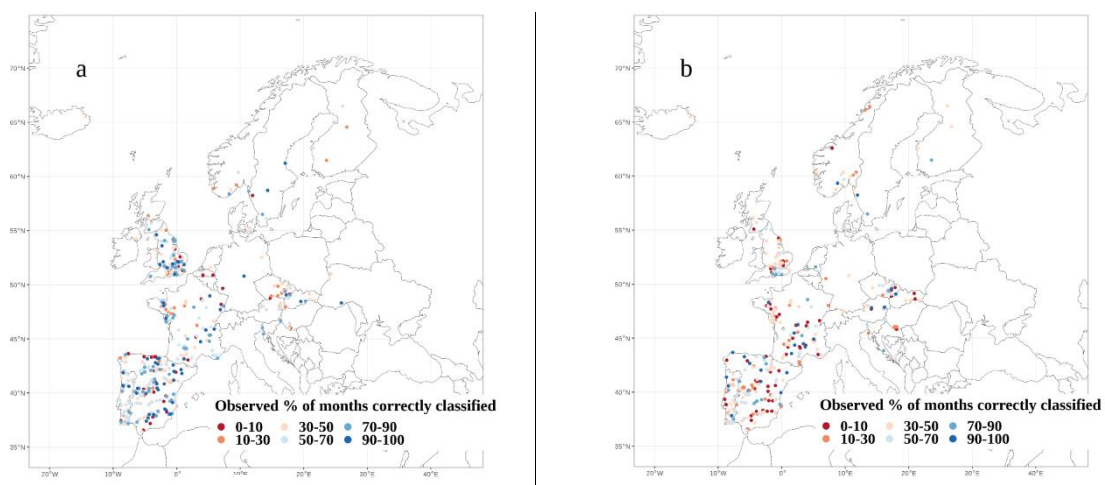 a
70°N
65°N
60°N
55°N
50°N
45°N
40°N
35°N
Observed % of months correctly classified
0-10 30-50 70-90
10-30 50-70 90-100
20°W 10°W 0° 10°E 20°E 30°E 40°E
b
70°N
65°N
60°N
55°N
50°N
45°N
40°N
35°N
Observed % of months correctly classified
0-10 30-50 70-90
10-30 50-70 90-100
20°W 10°W 0° 10°E 20°E 30°E 40°E